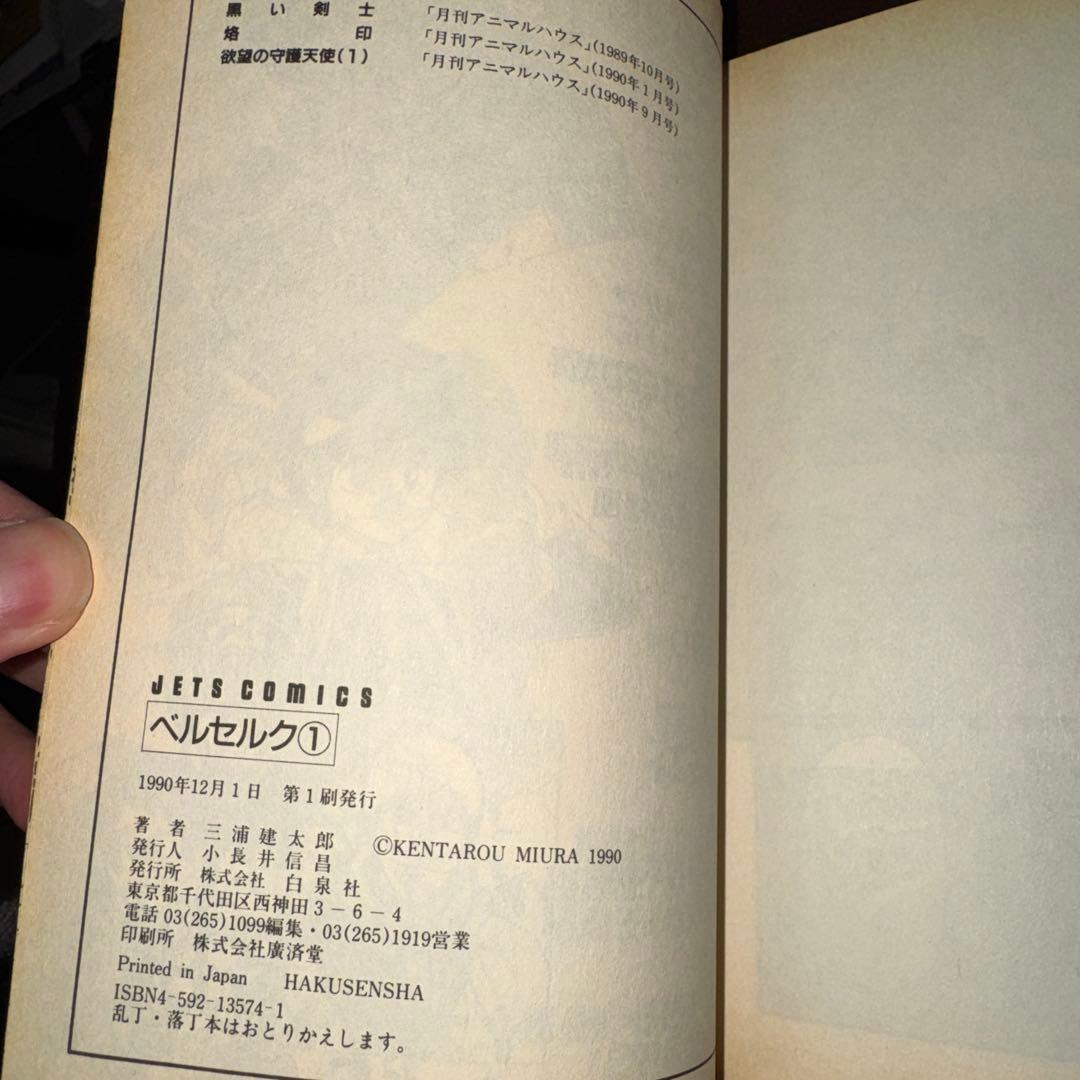 黒い剣士 「月刊アニマルハウス」(1989年10月号)
烙印 「月刊アニマルハウス」(1990年1月号)
欲望の守護天使(1) 「月刊アニマルハウス」(1990年9月号)
JETS COMICS
ベルセルク①
1990年12月1日 第1刷発行
著者 三浦建太郎 ©KENTAROU MIURA 1990
発行人 小長井信昌
発行所 株式会社 白泉社
東京都千代田区西神田3-6-4
電話 03(265)1099編集・03(265)1919営業
印刷所 株式会社廣済堂
Printed in Japan HAKUSENSHA
ISBN4-592-13574-1
乱丁・落丁本はおとりかえします。